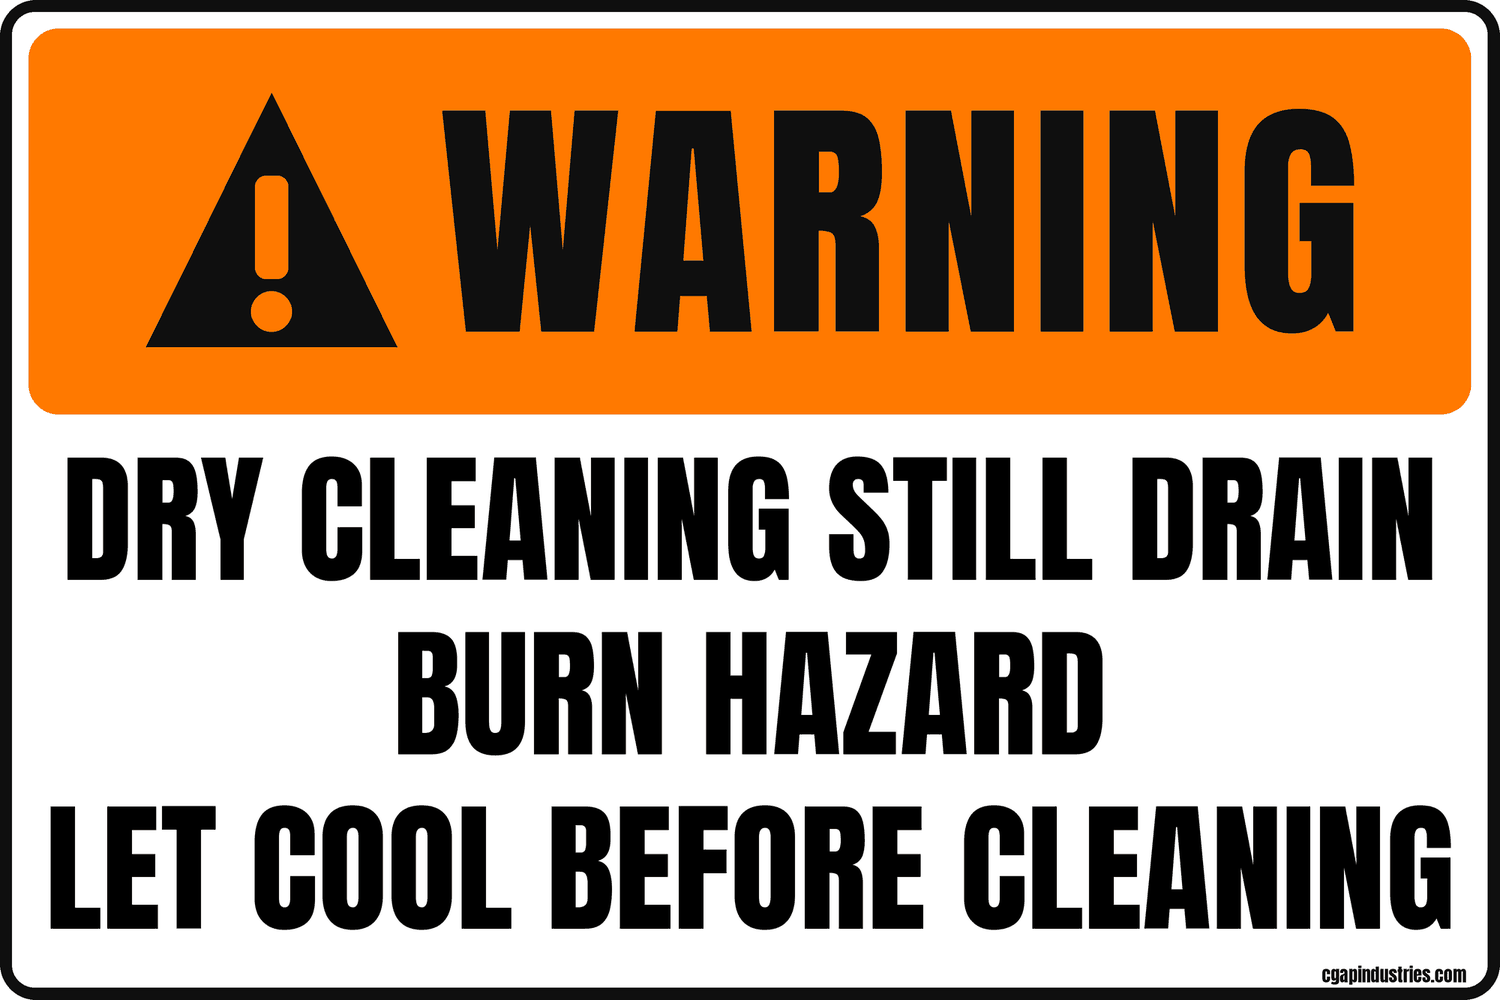 WARNING
DRY CLEANING STILL DRAIN
BURN HAZARD
LET COOL BEFORE CLEANING
cgapindustries.com